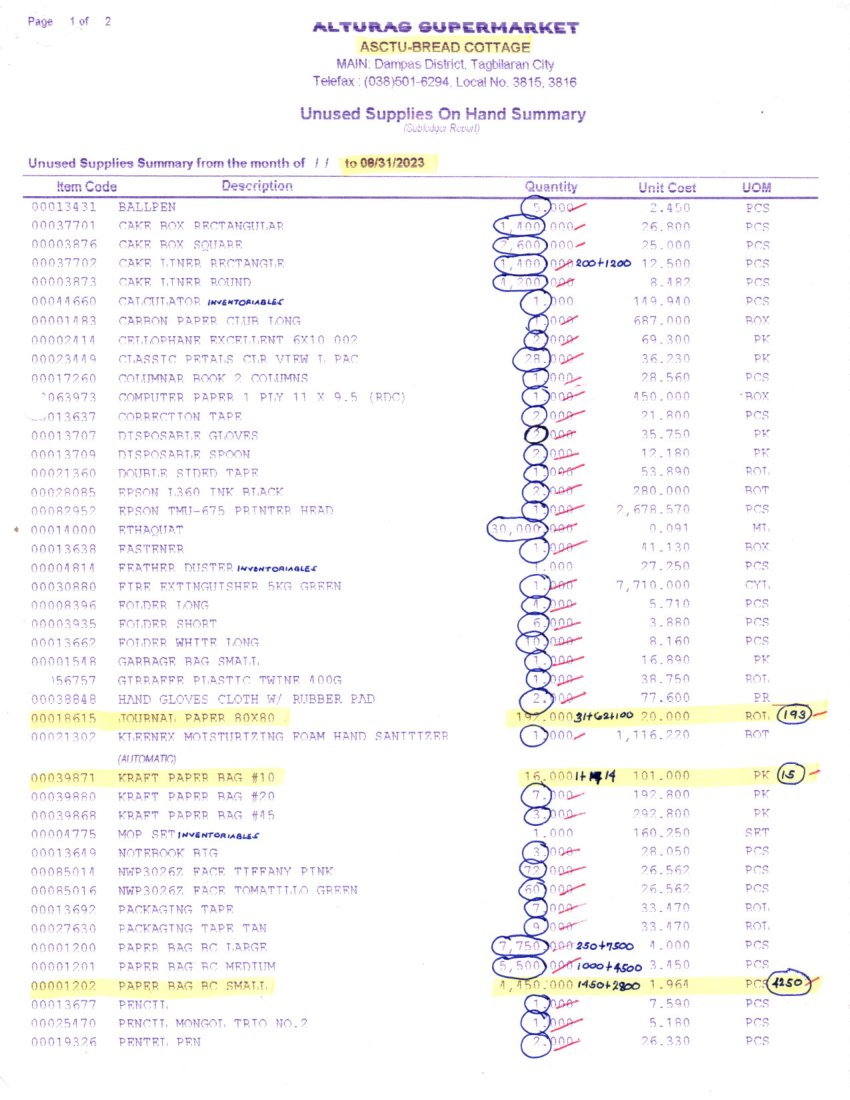 Page 1 of 2
ALTURAS SUPERMARKET
ASCTU-BREAD COTTAGE
MAIN: Dampas District, Tagbilaran City
Telefax : (038)501-6294, Local No. 3815, 3816
Unused Supplies On Hand Summary
(Subledger Report)
Unused Supplies Summary from the month of / / to 08/31/2023
Item Code Description Quantity Unit Cost UOM
00013431 BALLPEN 5.000 2.450 PCS
00037701 CAKE BOX RECTANGULAR 1,400.000 26.800 PCS
00003876 CAKE BOX SQUARE 2,600.000 25.000 PCS
00037702 CAKE LINER RECTANGLE 1,400.000 200+1200 12.500 PCS
00003873 CAKE LINER ROUND 4,200.000 8.482 PCS
00044660 CALCULATOR INVENTORIABLES 1.000 149.940 PCS
00001483 CARBON PAPER CLUB LONG 1.000 687.000 BOX
00002414 CELLOPHANE EXCELLENT 6X10 002 2.000 69.300 PK
00023449 CLASSIC PETALS CLR VIEW L PAC 28.000 36.230 PK
00017260 COLUMNAR BOOK 2 COLUMNS 1.000 28.560 PCS
063973 COMPUTER PAPER 1 PLY 11 X 9.5 (RDC) 1.000 450.000 BOX
013637 CORRECTION TAPE 2.000 21.800 PCS
00013707 DISPOSABLE GLOVES .000 35.750 PK
00013709 DISPOSABLE SPOON 2.000 12.180 PK
00021360 DOUBLE SIDED TAPE 1.000 53.890 ROL
00028085 EPSON L360 INK BLACK 2.000 280.000 BOT
00082952 EPSON TMU-675 PRINTER HEAD 1.000 2,678.570 PCS
00014000 ETHAQUAT 30,000.000 0.091 ML
00013638 FASTENER 1.000 41.130 BOX
00004814 FEATHER DUSTER INVENTORIABLES 1.000 27.250 PCS
00030880 FIRE EXTINGUISHER 5KG GREEN 1.000 7,710.000 CYL
00008396 FOLDER LONG 4.000 5.710 PCS
00003935 FOLDER SHORT 6.000 3.880 PCS
00013662 FOLDER WHITE LONG 10.000 8.160 PCS
00001548 GARBAGE BAG SMALL 1.000 16.890 PK
056757 GIRRAFFE PLASTIC TWINE 400G 1.000 38.750 ROL
00038848 HAND GLOVES CLOTH W/ RUBBER PAD 2.000 77.600 PR
00018615 JOURNAL PAPER 80X80 192.000 31+62+100 20.000 ROL 193
00021302 KLEENEX MOISTURIZING FOAM HAND SANITIZER 1.000 1,116.220 BOT
(AUTOMATIC)
00039871 KRAFT PAPER BAG #10 16.000 1+14 101.000 PK 15
00039880 KRAFT PAPER BAG #20 7.000 192.800 PK
00039868 KRAFT PAPER BAG #45 3.000 292.800 PK
00004775 MOP SET INVENTORIABLES 1.000 160.250 SET
00013649 NOTEBOOK BIG 3.000 28.050 PCS
00085014 NWP3026Z FACE TIFFANY PINK 72.000 26.562 PCS
00085016 NWP3026Z FACE TOMATILLO GREEN 60.000 26.562 PCS
00013692 PACKAGING TAPE 7.000 33.470 ROL
00027630 PACKAGING TAPE TAN 9.000 33.470 ROL
00001200 PAPER BAG BC LARGE 7,750.000 250+7500 4.000 PCS
00001201 PAPER BAG BC MEDIUM 5,500.000 1000+4500 3.450 PCS
00001202 PAPER BAG BC SMALL 4,450.000 1450+2800 1.964 PCS 4250
00013677 PENCIL 1.000 7.590 PCS
00025470 PENCIL MONGOL TRIO NO.2 1.000 5.180 PCS
00019326 PENTEL PEN 2.000 26.330 PCS